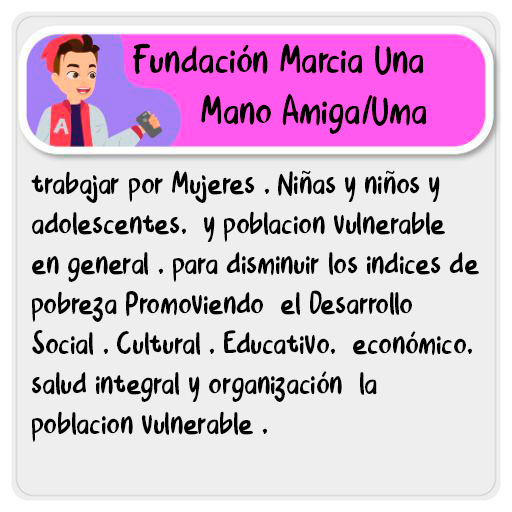 Fundación Marcia Una
Mano Amiga/Uma
A
trabajar por Mujeres , Niñas y niños y
adolescentes,  y poblacion vulnerable
en general , para disminuir los indices de
pobreza Promoviendo  el Desarrollo
Social , Cultural , Educativo,  económico,
salud integral y organización  la
poblacion vulnerable ,